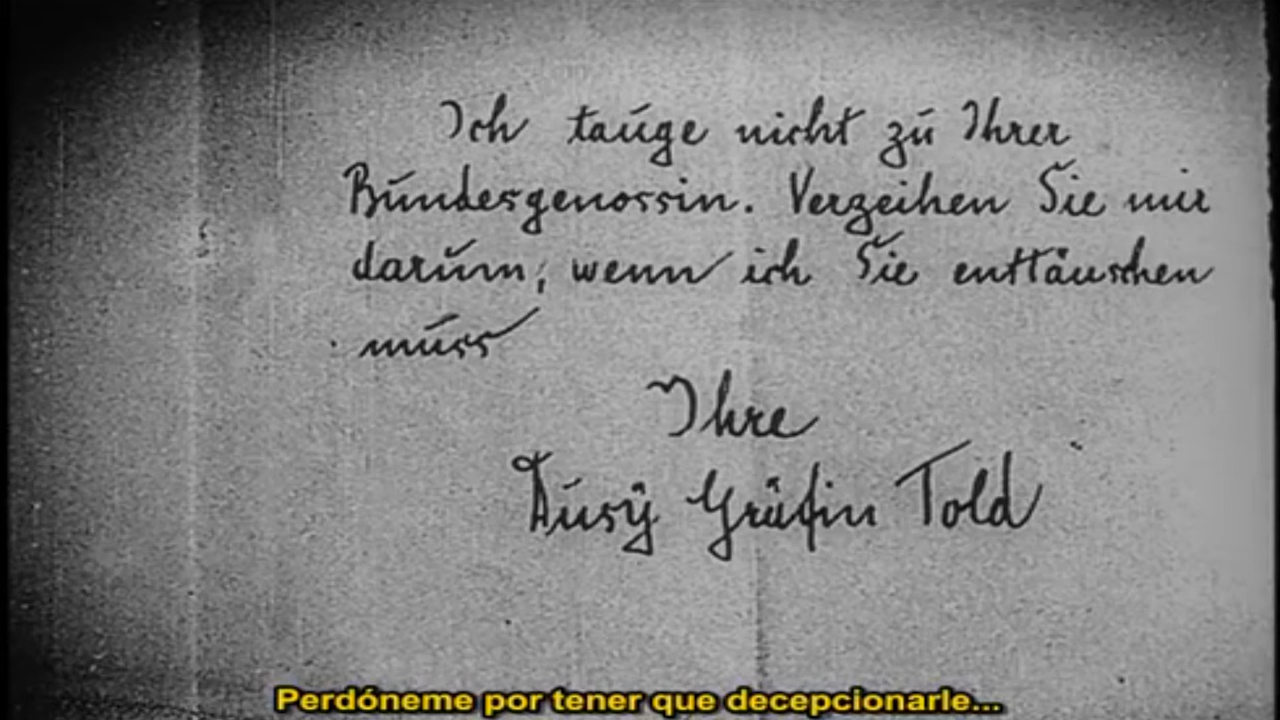 Ich tauge nicht zu Ihrer
Bundesgenossin. Verzeihen Sie mir
darum, wenn ich Sie enttäuschen
muss
Ihre
Dusÿ Gräfin Told
Perdóneme por tener que decepcionarle...